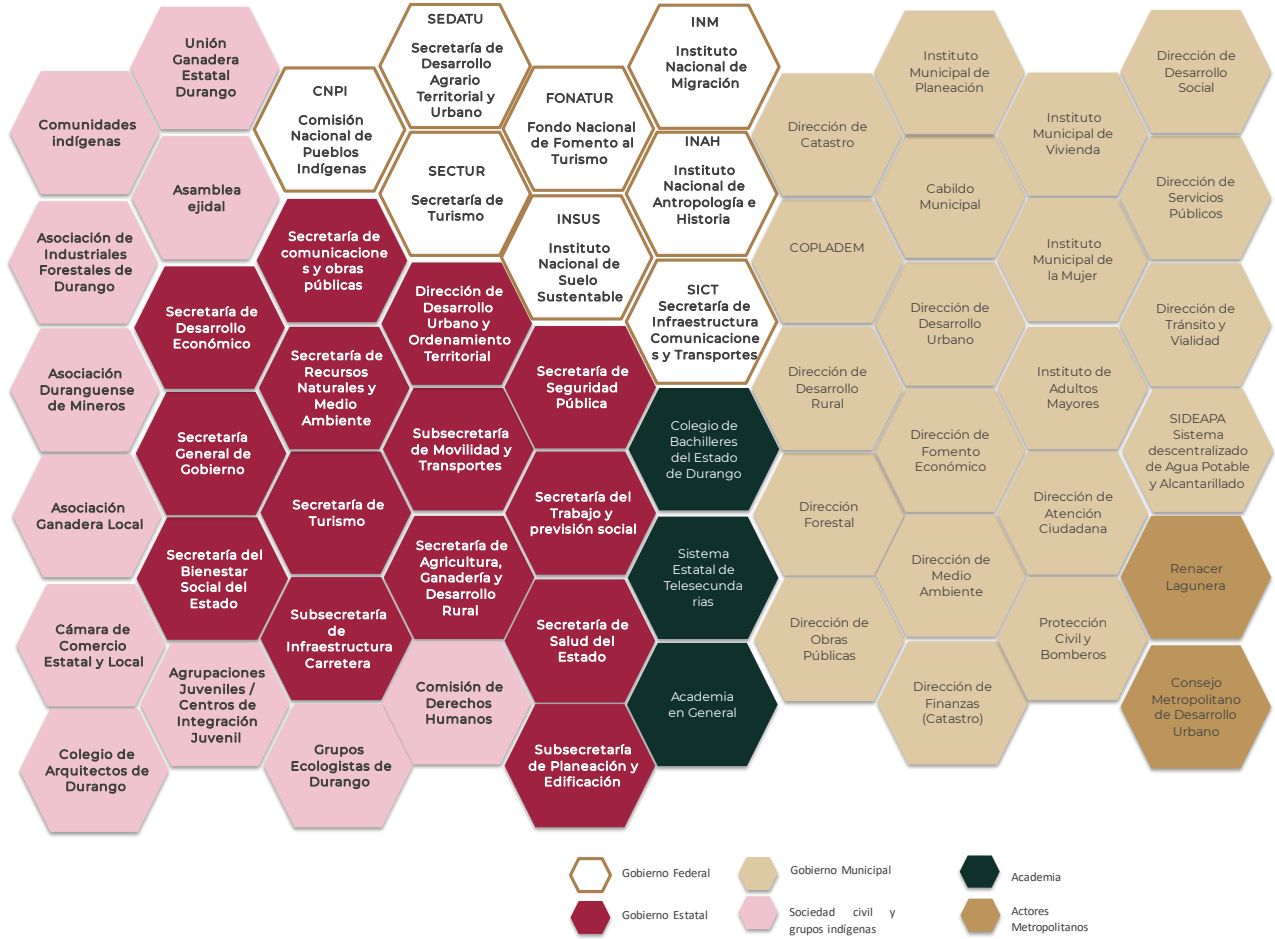 Comunidades
indígenas
Asociación de
Industriales
Forestales de
Durango
Asociación
Duranguense
de Mineros
Asociación
Ganadera Local
Cámara de
Comercio
Estatal y Local
Colegio de
Arquitectos de
Durango
Unión
Ganadera
Estatal
Durango
Asamblea
ejidal
Secretaría de
Desarrollo
Económico
Secretaría
General de
Gobierno
Secretaría del
Bienestar
Social del
Estado
Agrupaciones
Juveniles /
Centros de
Integración
Juvenil
CNPI
Comisión
Nacional de
Pueblos
Indígenas
Secretaría de
comunicacione
s y obras
públicas
Secretaría de
Recursos
Naturales y
Medio
Ambiente
Secretaría de
Turismo
Subsecretaría
de
Infraestructura
Carretera
Grupos
Ecologistas de
Durango
SEDATU
Secretaría de
Desarrollo
Agrario
Territorial y
Urbano
SECTUR
Secretaría de
Turismo
Dirección de
Desarrollo
Urbano y
Ordenamiento
Territorial
Subsecretaría
de Movilidad y
Transportes
Secretaría de
Agricultura,
Ganadería y
Desarrollo
Rural
Comisión de
Derechos
Humanos
FONATUR
Fondo Nacional
de Fomento al
Turismo
INSUS
Instituto
Nacional de
Suelo
Sustentable
Secretaría de
Seguridad
Pública
Secretaría del
Trabajo y
previsión social
Secretaría de
Salud del
Estado
Subsecretaría
de Planeación y
Edificación
INM
Instituto
Nacional de
Migración
INAH
Instituto
Nacional de
Antropología e
Historia
SICT
Secretaría de
Infraestructura
Comunicacione
s y Transportes
Colegio de
Bachilleres
del Estado
de Durango
Sistema
Estatal de
Telesecunda
rias
Academia
en General
Dirección de
Catastro
COPLADEM
Dirección de
Desarrollo
Rural
Dirección
Forestal
Dirección de
Obras
Públicas
Instituto
Municipal de
Planeación
Cabildo
Municipal
Dirección de
Desarrollo
Urbano
Dirección de
Fomento
Económico
Dirección de
Medio
Ambiente
Dirección de
Finanzas
(Catastro)
Instituto
Municipal de
Vivienda
Instituto
Municipal de
la Mujer
Instituto de
Adultos
Mayores
Dirección de
Atención
Ciudadana
Protección
Civil y
Bomberos
Dirección de
Desarrollo
Social
Dirección de
Servicios
Públicos
Dirección de
Tránsito y
Vialidad
SIDEAPA
Sistema
descentralizado
de Agua Potable
y Alcantarillado
Renacer
Lagunera
Consejo
Metropolitano
de Desarrollo
Urbano
Gobierno Federal
Gobierno Estatal
Gobierno Municipal
Sociedad civil y
grupos indígenas
Academia
Actores
Metropolitanos